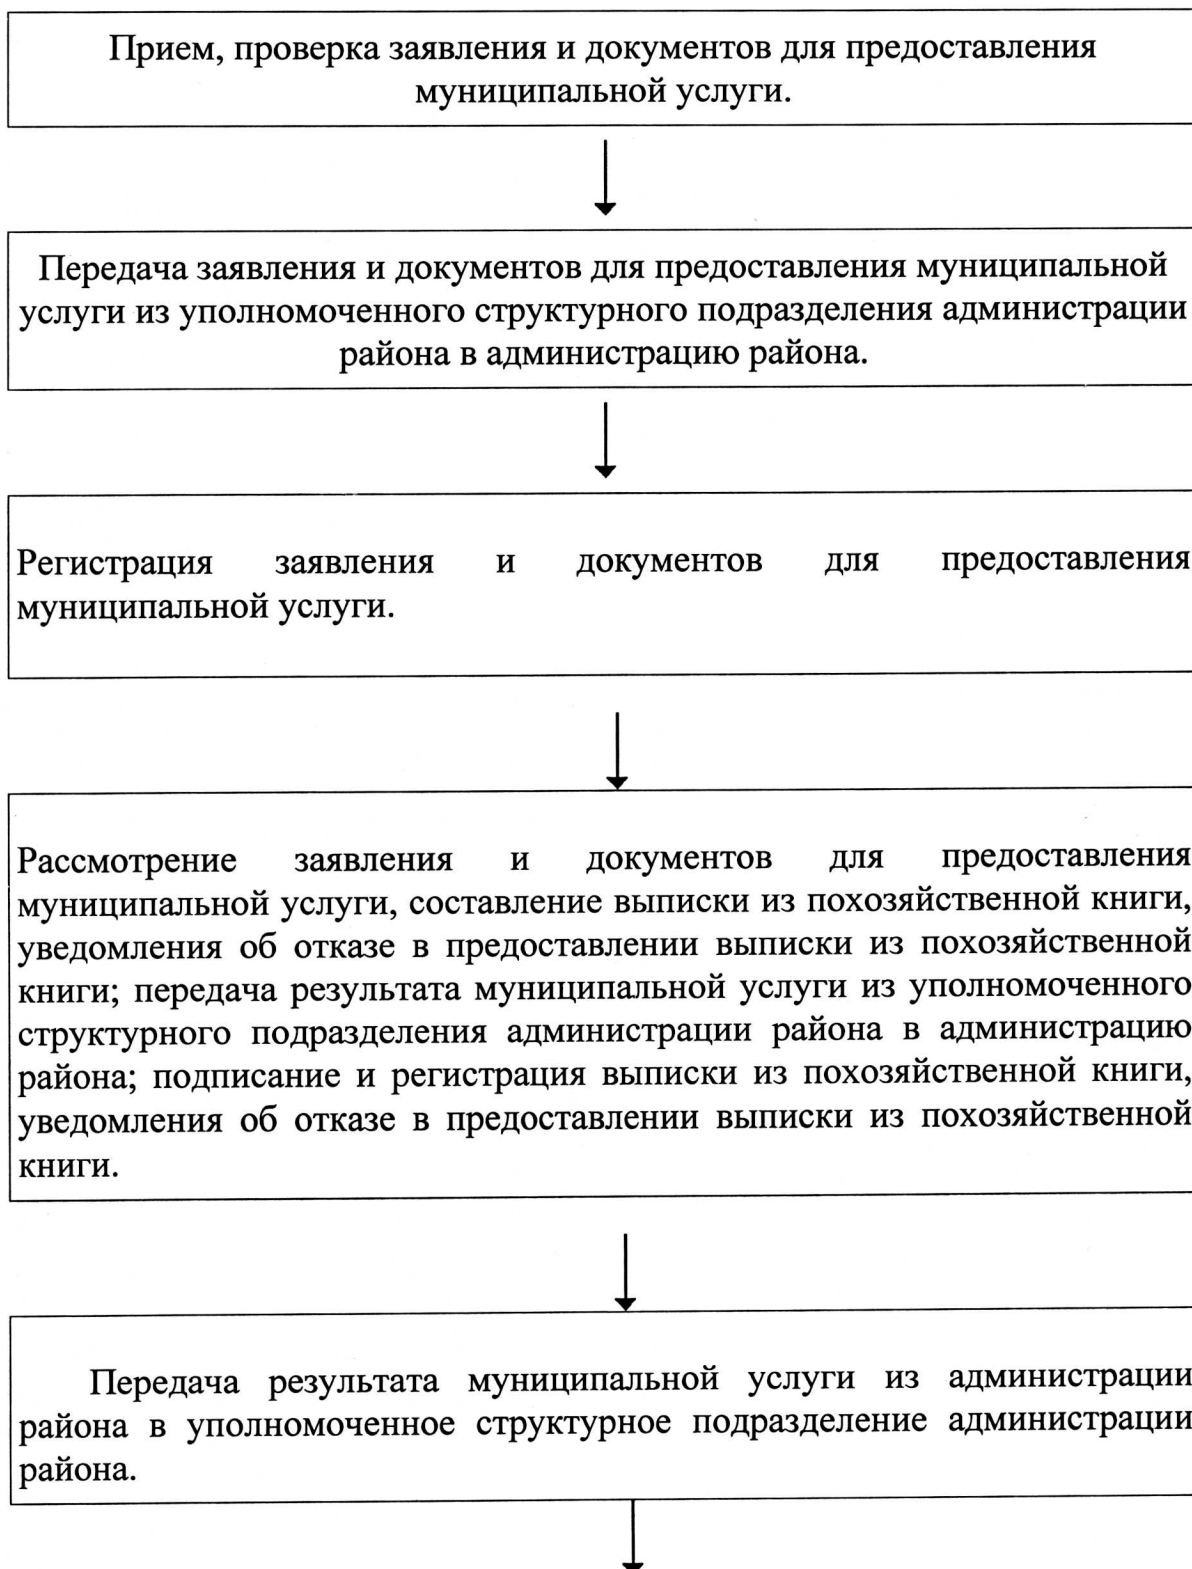 Прием, проверка заявления и документов для предоставления
муниципальной услуги.
Передача заявления и документов для предоставления муниципальной
услуги из уполномоченного структурного подразделения администрации
района в администрацию района.
Регистрация заявления и документов для предоставления
муниципальной услуги.
Рассмотрение заявления и документов для предоставления
муниципальной услуги, составление выписки из похозяйственной книги,
уведомления об отказе в предоставлении выписки из похозяйственной
книги; передача результата муниципальной услуги из уполномоченного
структурного подразделения администрации района в администрацию
района; подписание и регистрация выписки из похозяйственной книги,
уведомления об отказе в предоставлении выписки из похозяйственной
книги.
Передача результата муниципальной услуги из администрации
района в уполномоченное структурное подразделение администрации
района.